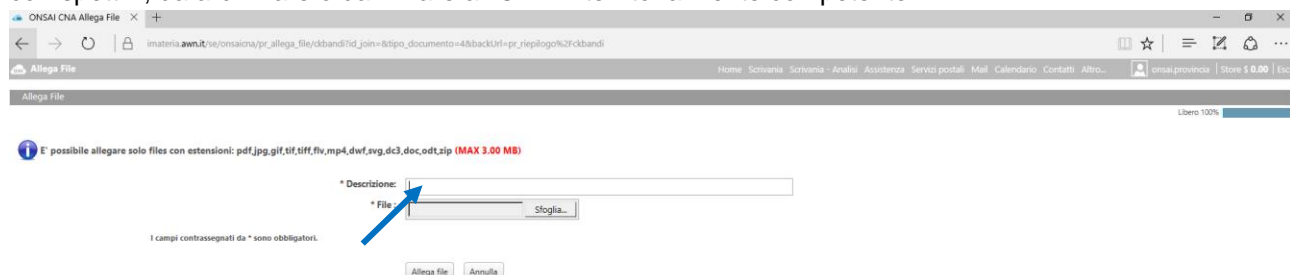 ONSAI CNA Allega File
imateria.awn.it/se/onsaicna/pr_allega_file/ckbandi?id_join=&tipo_documento=4&backUrl=pr_riepilogo%2Fckbandi
Allega File
Home Scrivania Scrivania - Analisi Assistenza Servizi postali Mail Calendario Contatti Altro... onsai.provincia Store $ 0.00 Esc
Allega File
Libero 100%
E' possibile allegare solo files con estensioni: pdf,jpg,gif,tif,tiff,flv,mp4,dwf,svg,dc3,doc,odt,zip (MAX 3.00 MB)
* Descrizione:
* File :
Sfoglia...
I campi contrassegnati da * sono obbligatori.
Allega file Annulla